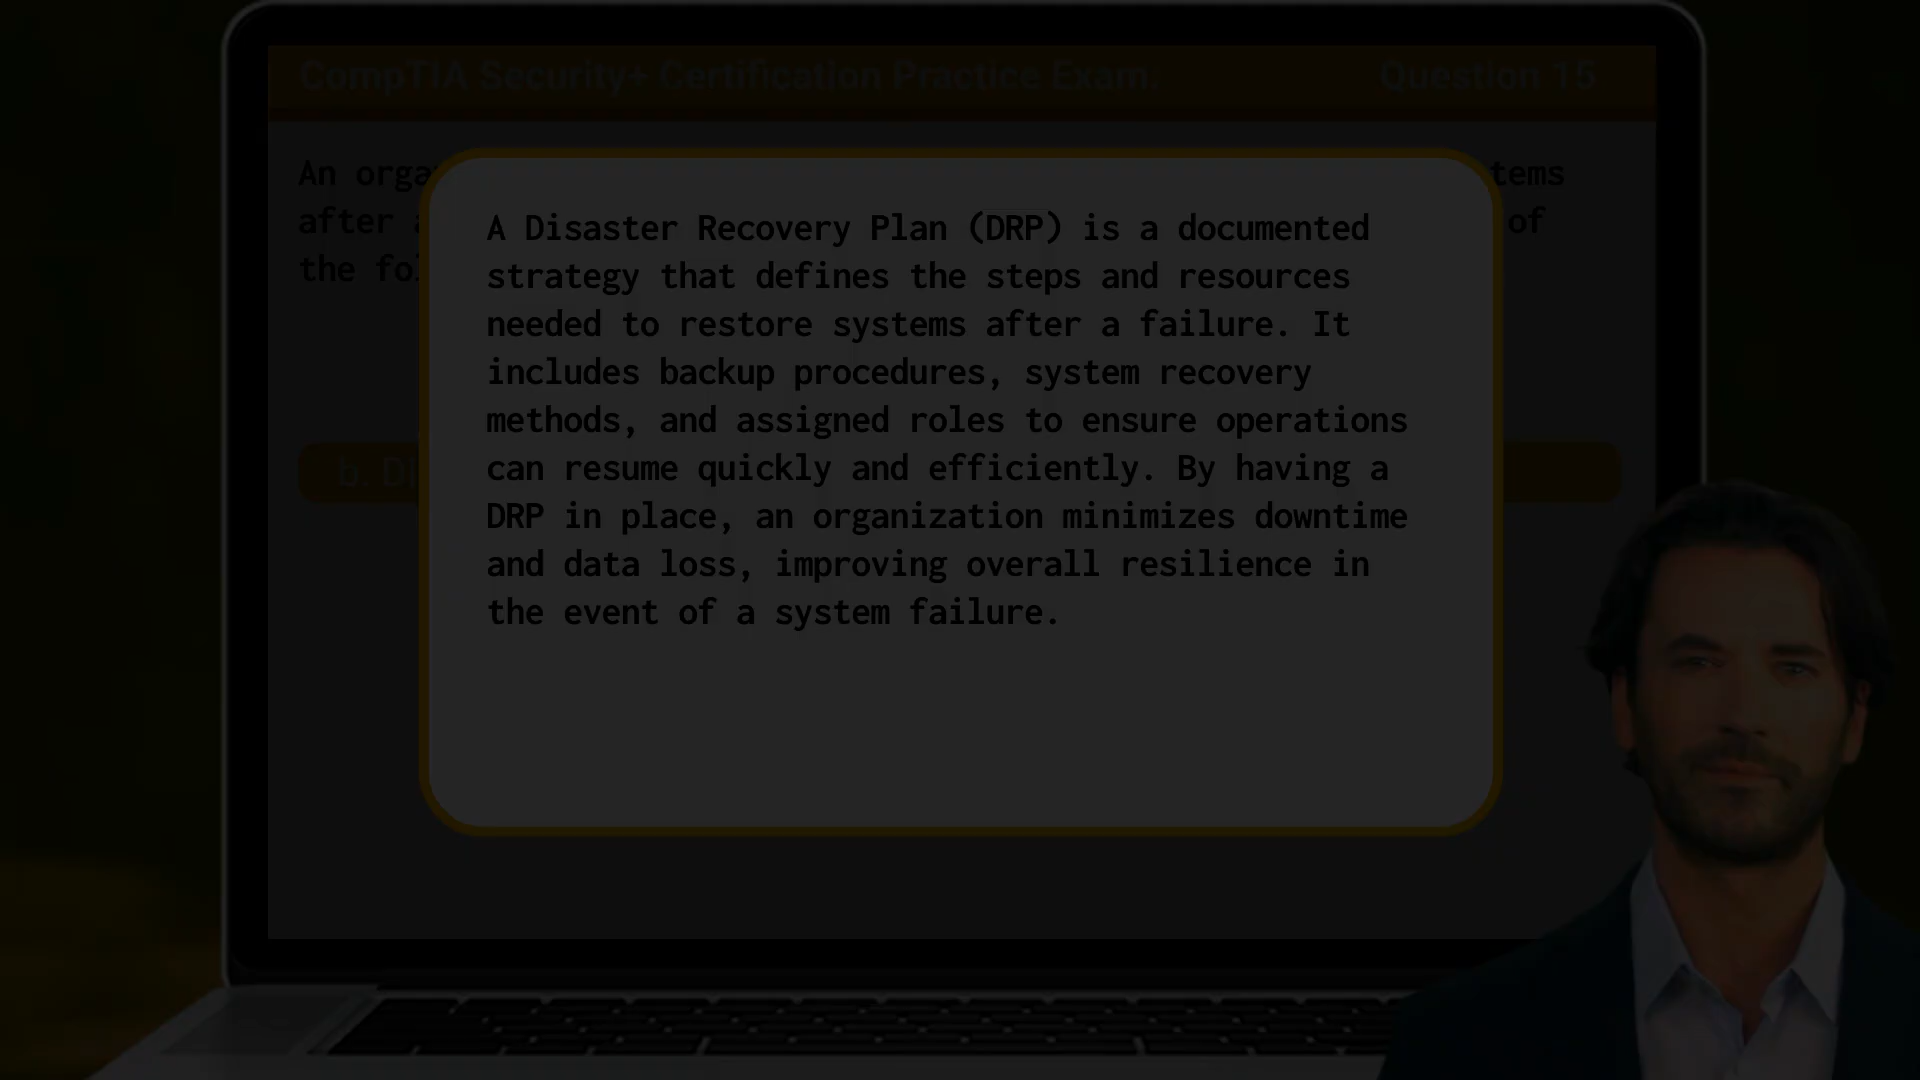 CompTIA Security+ Certification Practice Exam. Question 15
An orga tems
after a of
the fol
A Disaster Recovery Plan (DRP) is a documented
strategy that defines the steps and resources
needed to restore systems after a failure. It
includes backup procedures, system recovery
methods, and assigned roles to ensure operations
can resume quickly and efficiently. By having a
DRP in place, an organization minimizes downtime
and data loss, improving overall resilience in
the event of a system failure.
b. Di